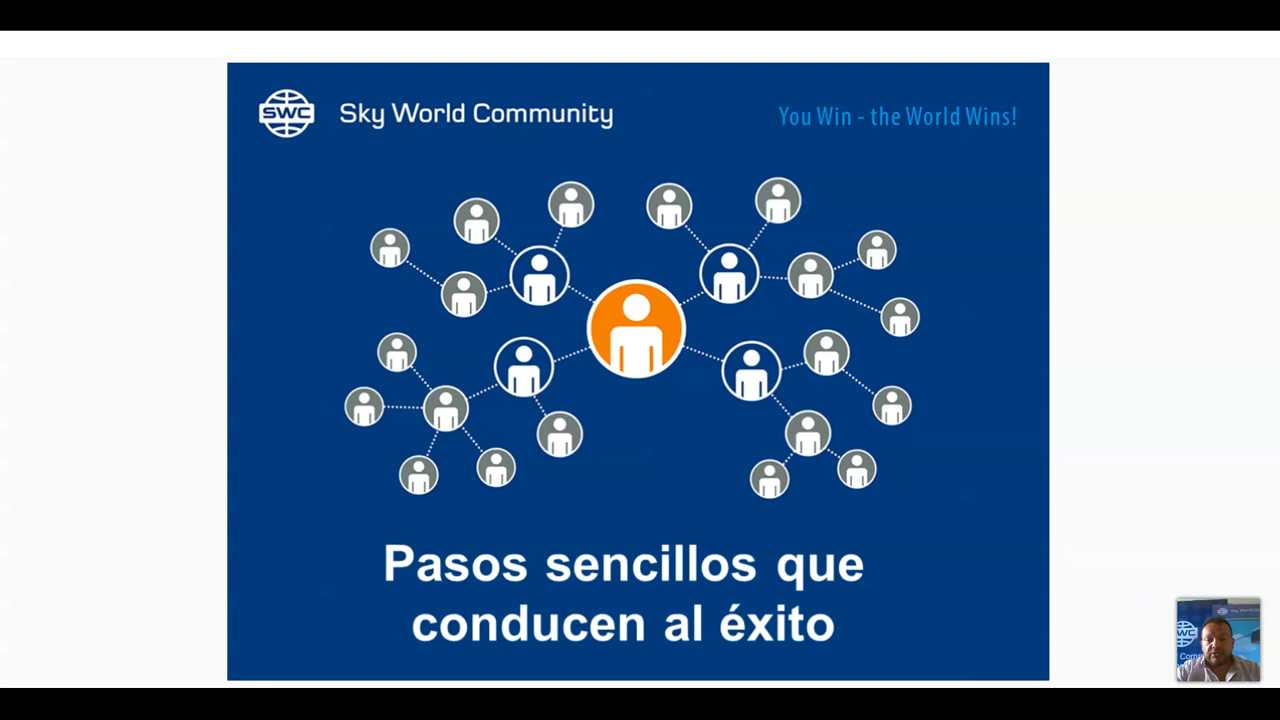 SWC
Sky World Community
You Win - the World Wins!
Pasos sencillos que
conducen al éxito